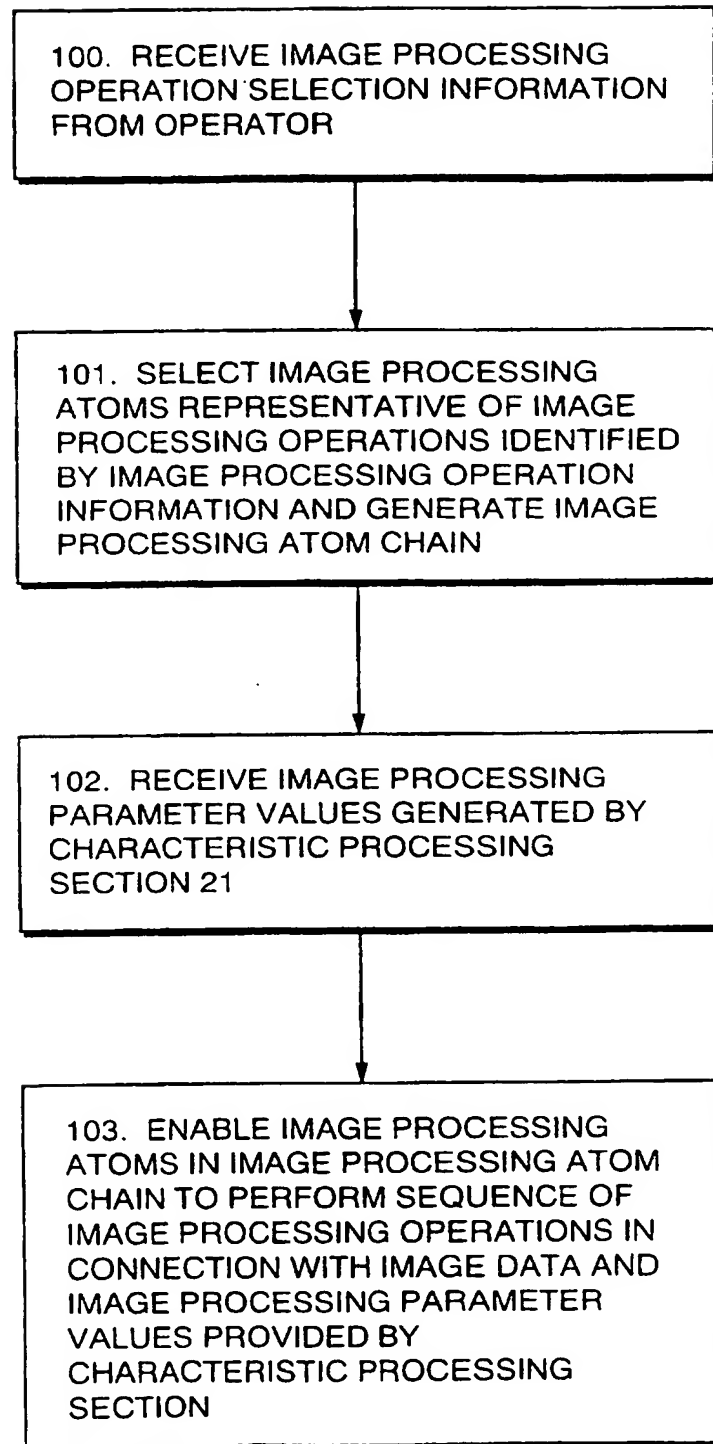 100. RECEIVE IMAGE PROCESSING
OPERATION SELECTION INFORMATION
FROM OPERATOR
101. SELECT IMAGE PROCESSING
ATOMS REPRESENTATIVE OF IMAGE
PROCESSING OPERATIONS IDENTIFIED
BY IMAGE PROCESSING OPERATION
INFORMATION AND GENERATE IMAGE
PROCESSING ATOM CHAIN
102. RECEIVE IMAGE PROCESSING
PARAMETER VALUES GENERATED BY
CHARACTERISTIC PROCESSING
SECTION 21
103. ENABLE IMAGE PROCESSING
ATOMS IN IMAGE PROCESSING ATOM
CHAIN TO PERFORM SEQUENCE OF
IMAGE PROCESSING OPERATIONS IN
CONNECTION WITH IMAGE DATA AND
IMAGE PROCESSING PARAMETER
VALUES PROVIDED BY
CHARACTERISTIC PROCESSING
SECTION